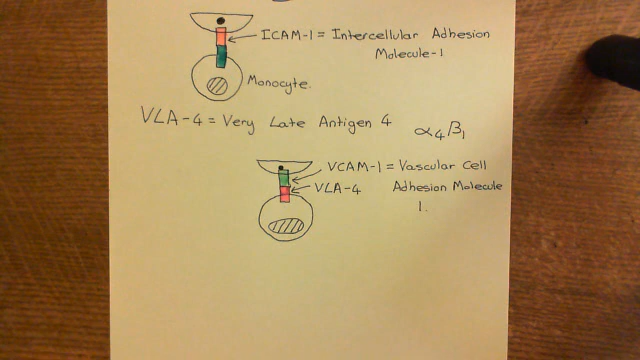 ICAM-1 = Intercellular Adhesion
Molecule-1
Monocyte.
VLA-4 = Very Late Antigen 4 α4β1
VCAM-1 = Vascular Cell
VLA-4 Adhesion Molecule
1.